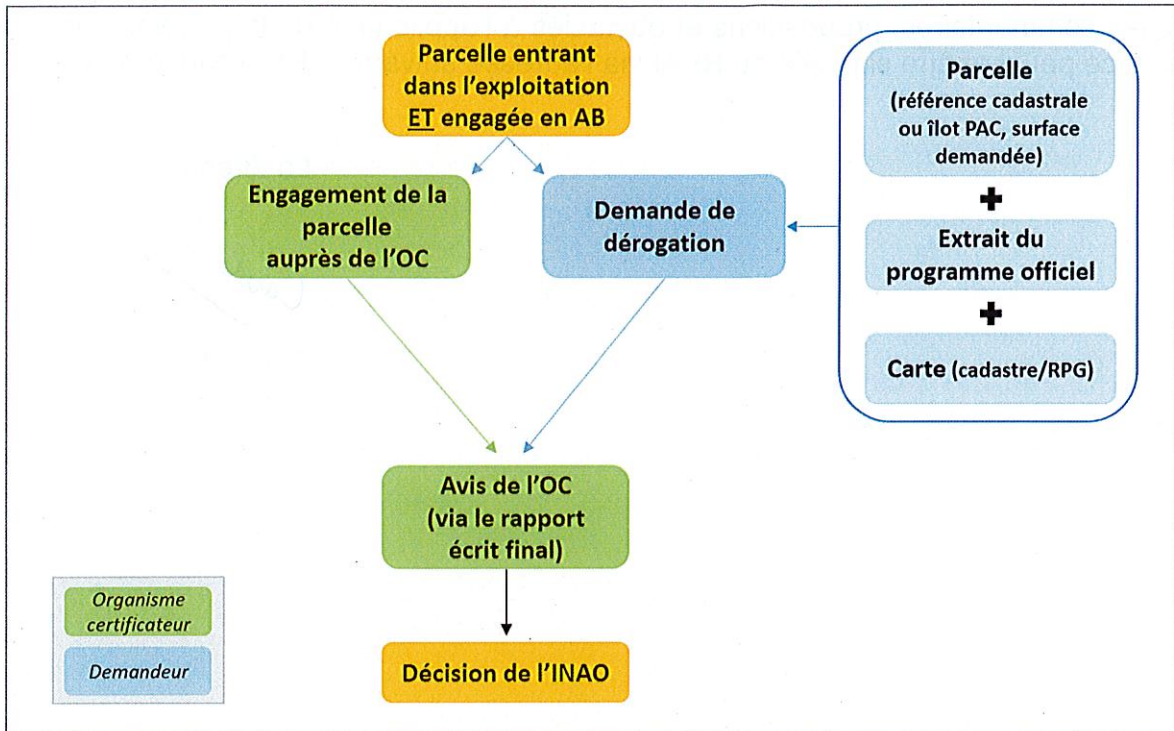 Parcelle entrant
dans l'exploitation
ET engagée en AB
Engagement de la
parcelle
auprès de l'OC
Demande de
dérogation
Parcelle
(référence cadastrale
ou îlot PAC, surface
demandée)
+
Extrait du
programme officiel
+
Carte (cadastre/RPG)
Avis de l'OC
(via le rapport
écrit final)
Décision de l'INAO
Organisme
certificateur
Demandeur